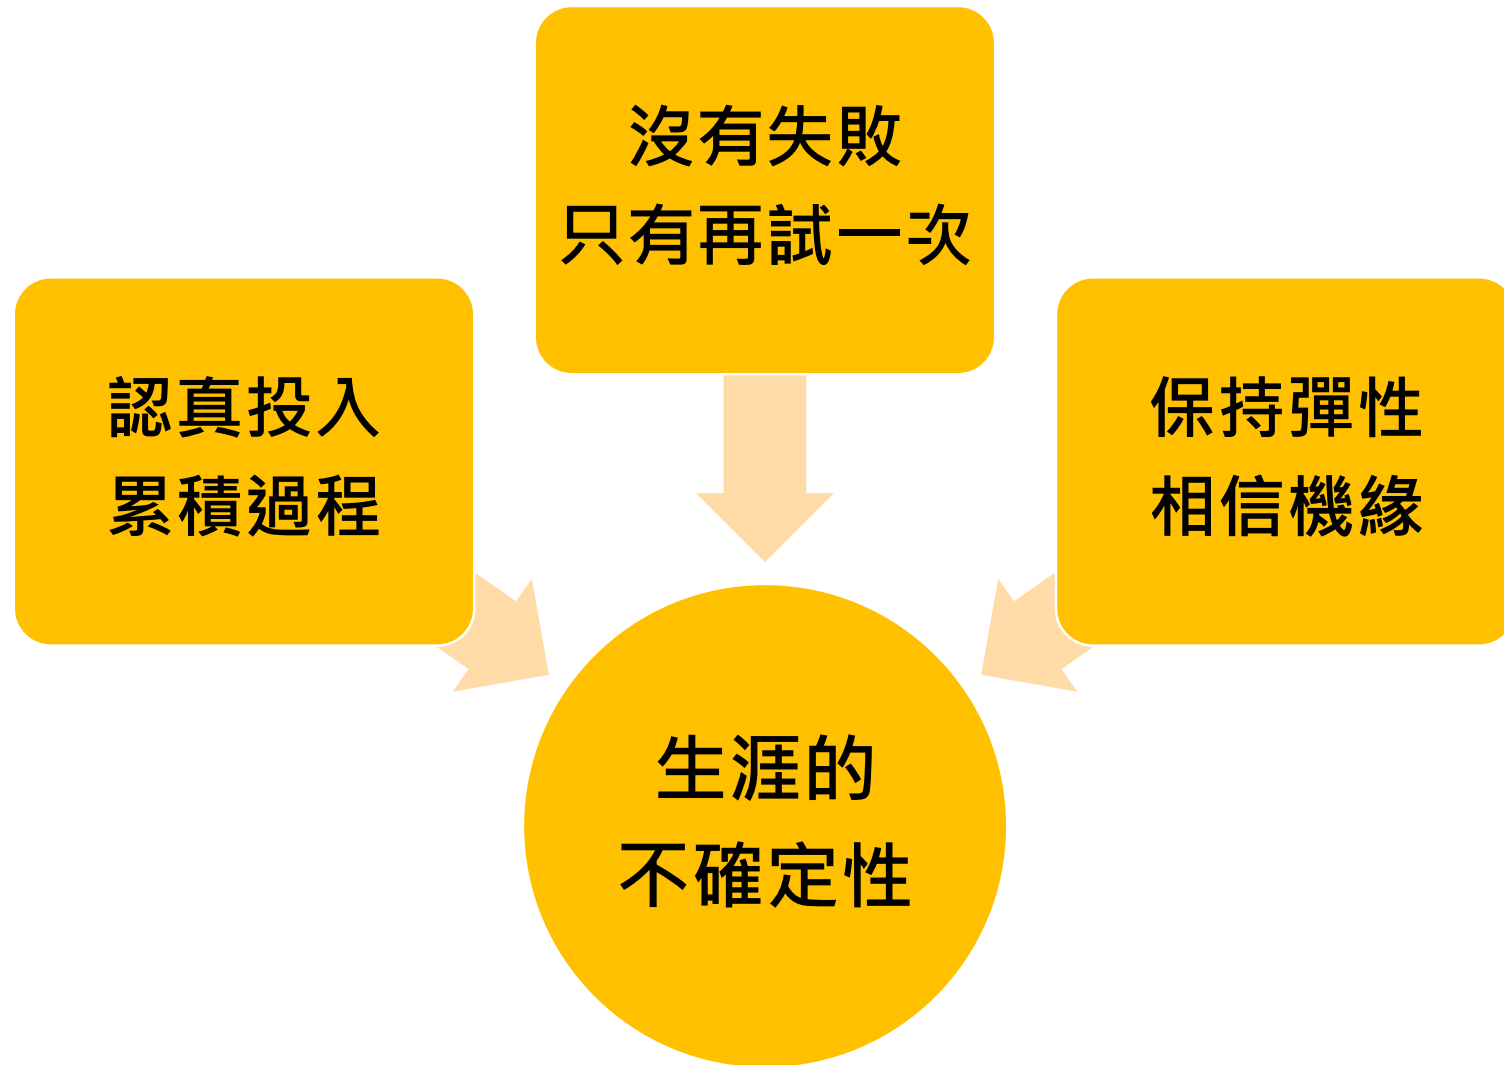 沒有失敗
只有再試一次
認真投入
累積過程
保持彈性
相信機緣
生涯的
不確定性